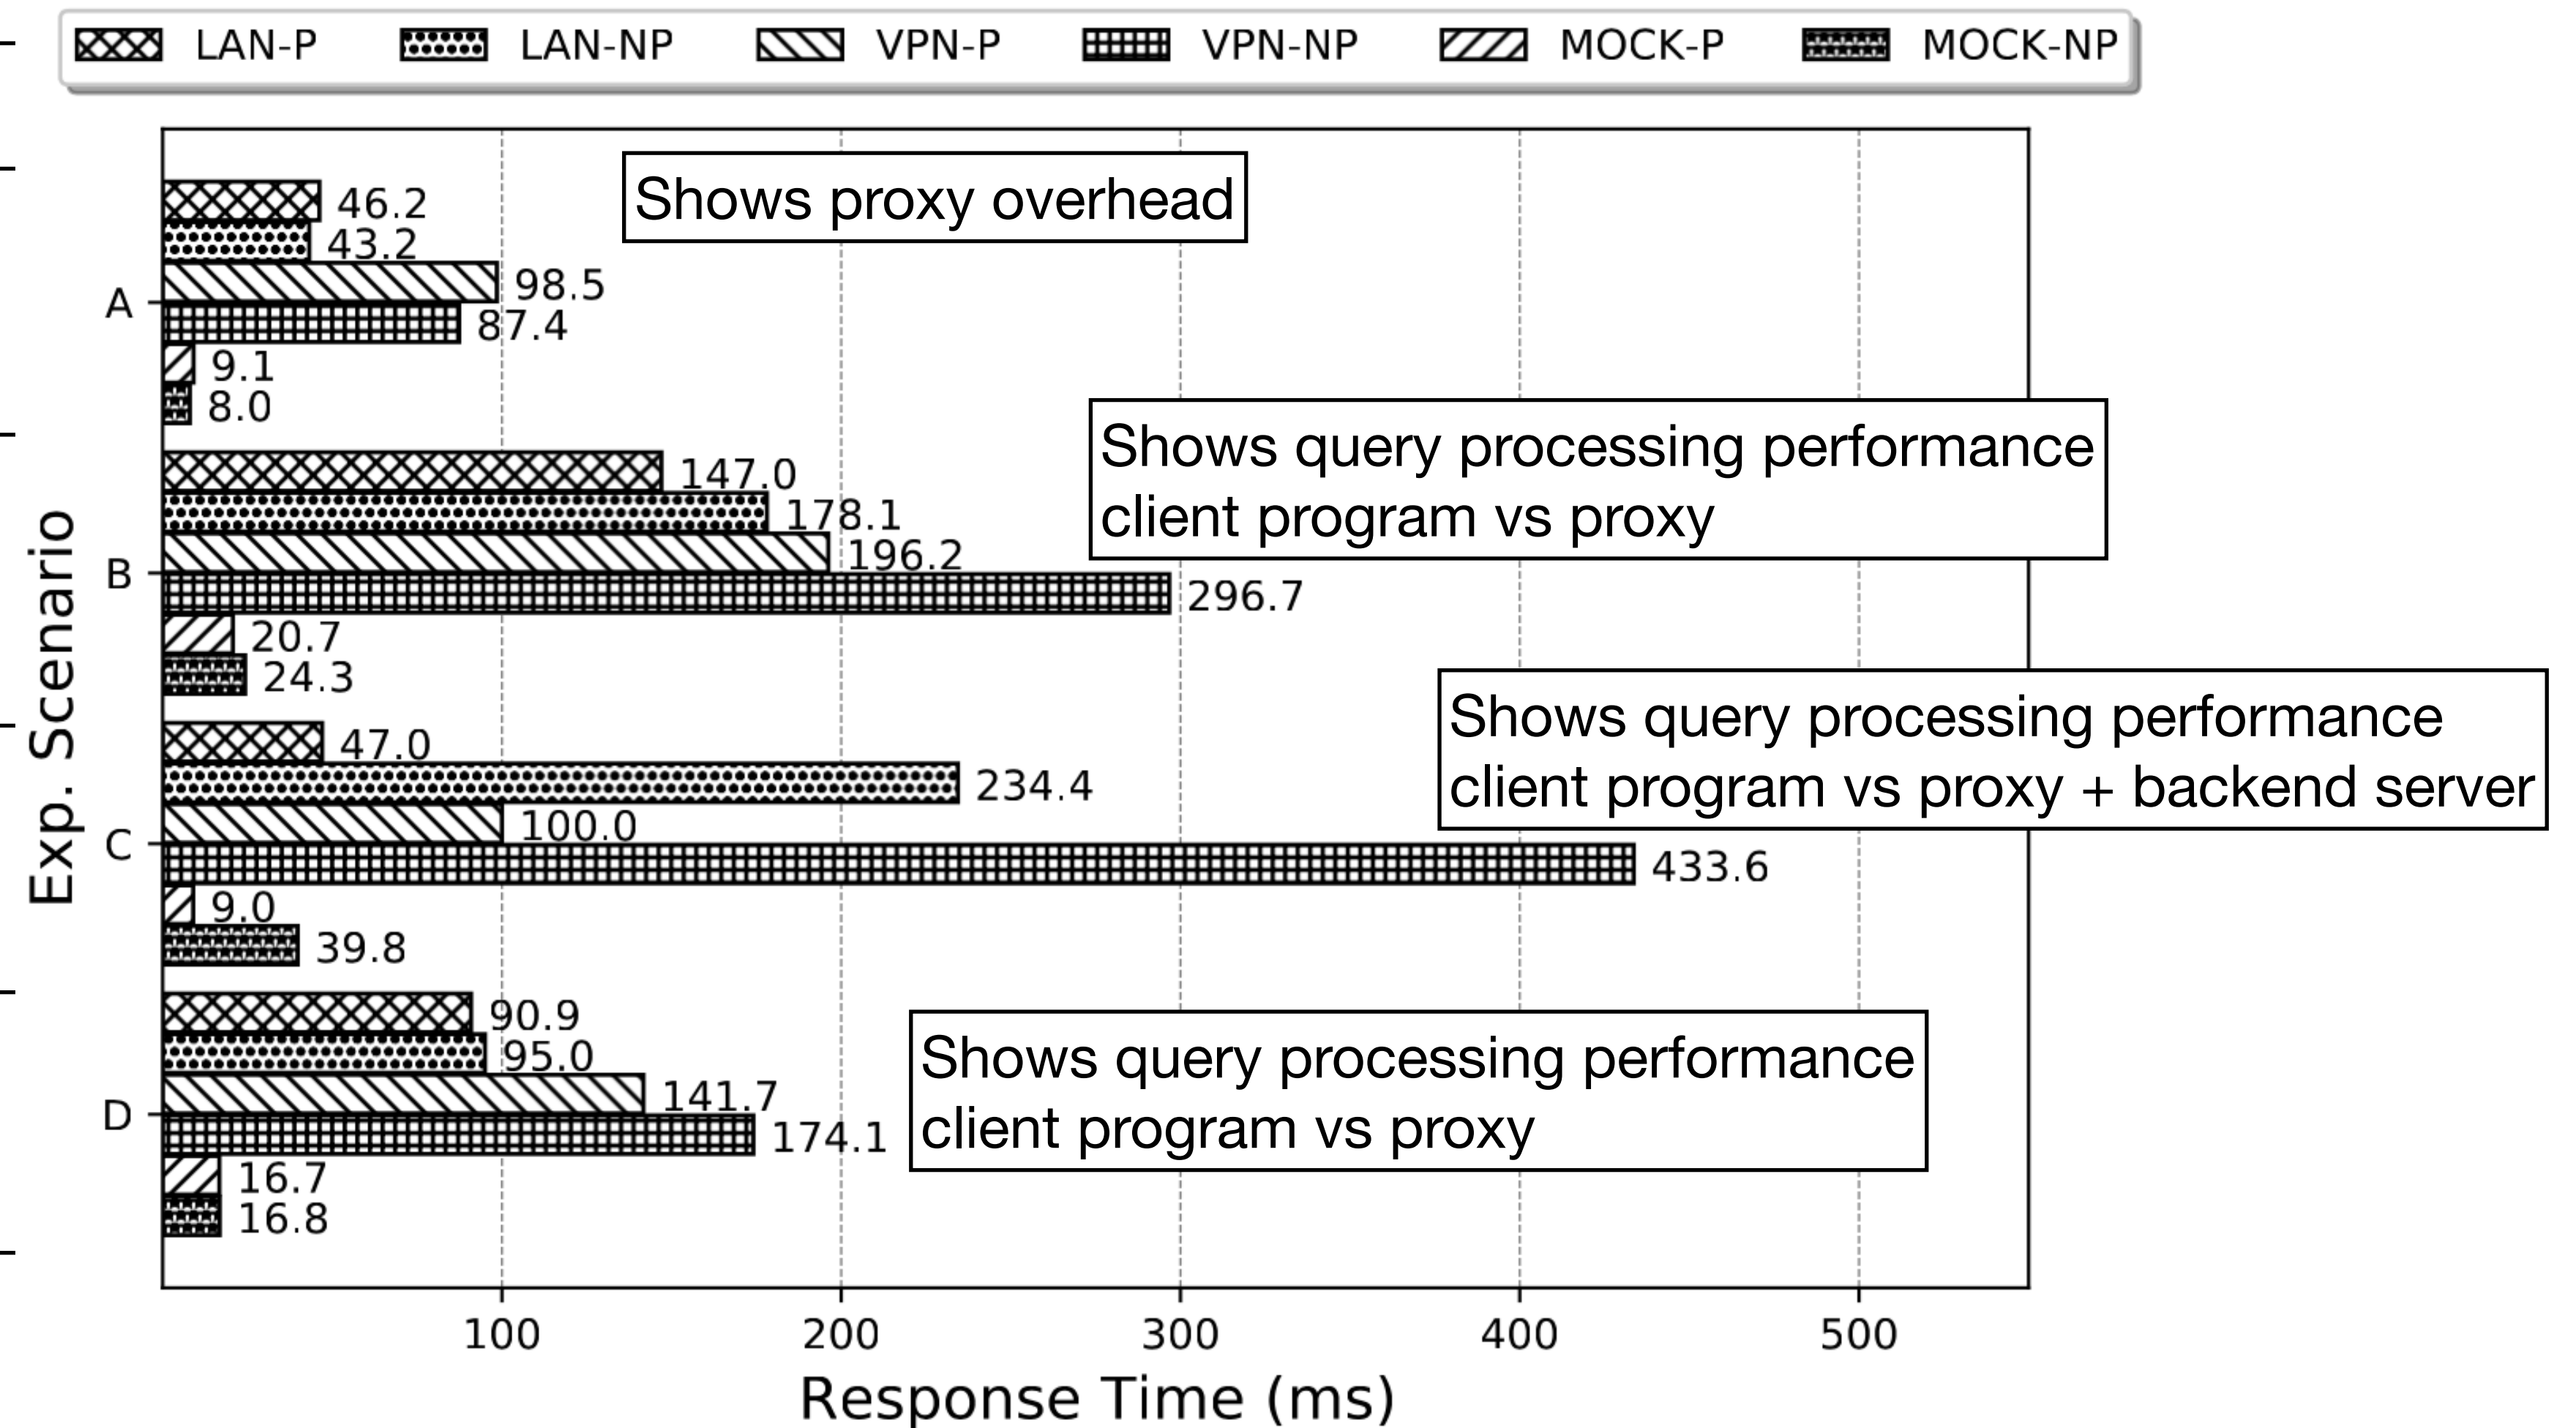 LAN-P LAN-NP VPN-P VPN-NP MOCK-P MOCK-NP
Shows proxy overhead
46.2
43.2
98.5
A
87.4
9.1
8.0
Shows query processing performance
client program vs proxy
147.0
178.1
196.2
B
296.7
20.7
24.3
Exp. Scenario
Shows query processing performance
client program vs proxy + backend server
47.0
234.4
100.0
C
433.6
9.0
39.8
Shows query processing performance
client program vs proxy
90.9
95.0
141.7
D
174.1
16.7
16.8
100 200 300 400 500
Response Time (ms)